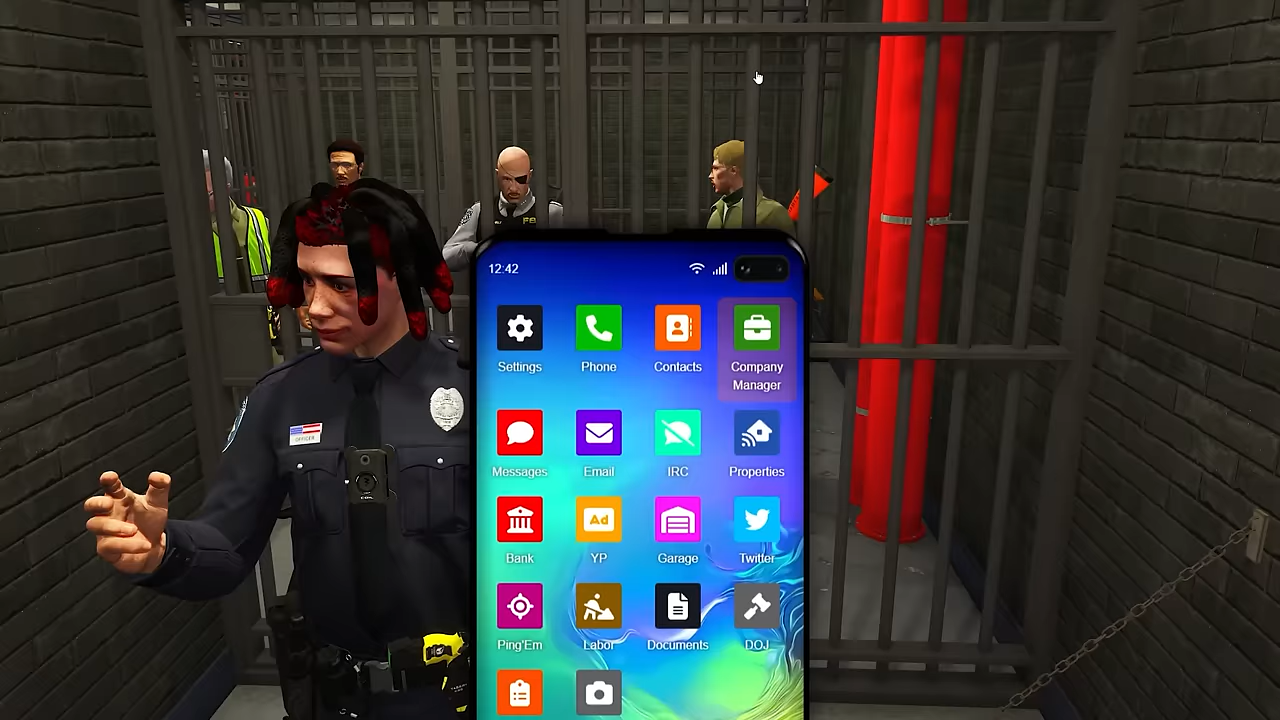 12:42
Settings
Phone
Contacts
Company
Manager
Messages
Email
IRC
Properties
Bank
Ad
YP
Garage
Twitter
Ping'Em
Labor
Documents
DOJ
OFFICER